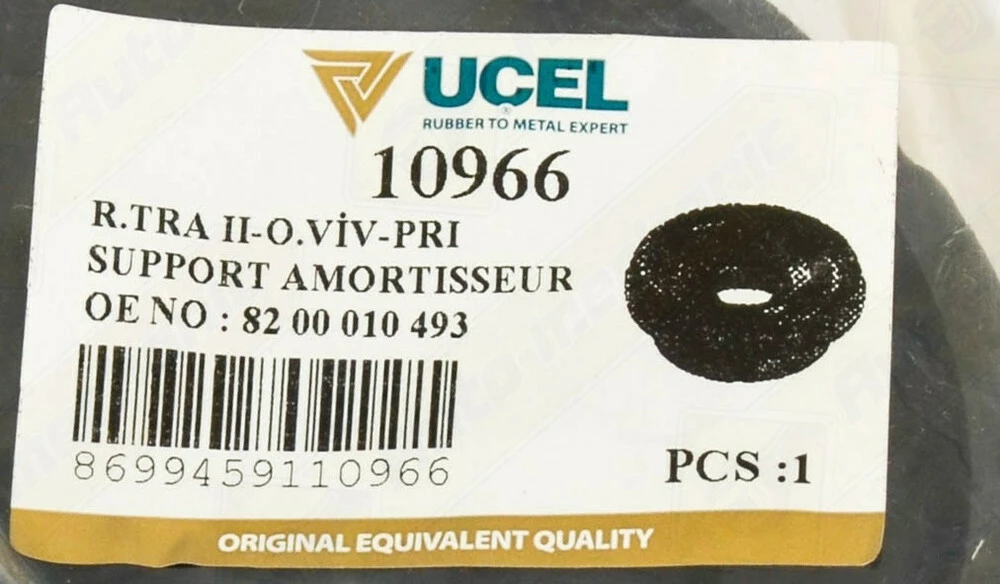 UCEL
®
RUBBER TO METAL EXPERT
10966
R.TRA II-O.VİV-PRI
SUPPORT AMORTISSEUR
OE NO : 82 00 010 493
8699459110966
PCS :1
ORIGINAL EQUIVALENT QUALITY